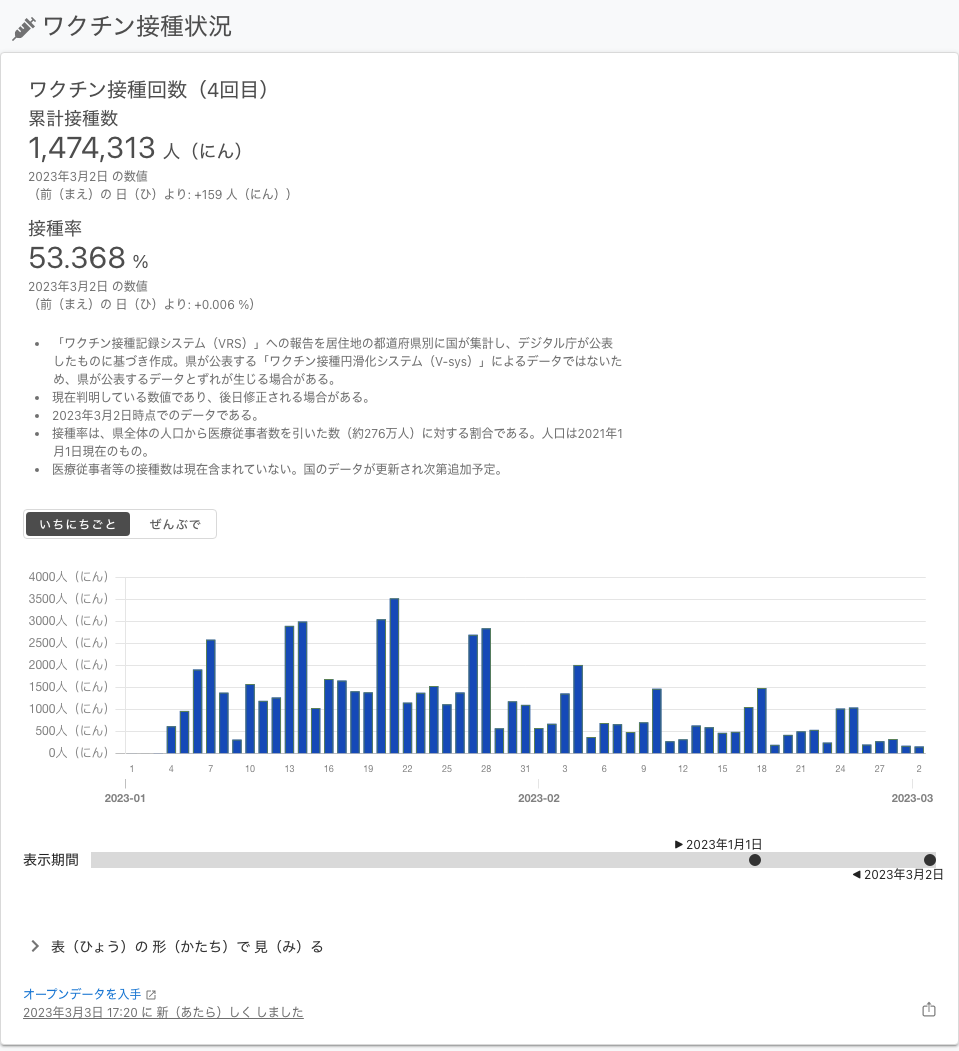 ワクチン接種状況
ワクチン接種回数（4回目）
累計接種数
1,474,313 人（にん）
2023年3月2日 の数値
（前（まえ）の 日（ひ）より: +159 人（にん））
接種率
53.368 %
2023年3月2日 の数値
（前（まえ）の 日（ひ）より: +0.006 %）
• 「ワクチン接種記録システム（VRS）」への報告を居住地の都道府県別に国が集計し、デジタル庁が公表
したものに基づき作成。県が公表する「ワクチン接種円滑化システム（V-sys）」によるデータではないた
め、県が公表するデータとずれが生じる場合がある。
• 現在判明している数値であり、後日修正される場合がある。
• 2023年3月2日時点でのデータである。
• 接種率は、県全体の人口から医療従事者数を引いた数（約276万人）に対する割合である。人口は2021年1
月1日現在のもの。
• 医療従事者等の接種数は現在含まれていない。国のデータが更新され次第追加予定。
いちにちごと ぜんぶで
4000人（にん）
3500人（にん）
3000人（にん）
2500人（にん）
2000人（にん）
1500人（にん）
1000人（にん）
500人（にん）
0人（にん）
1 4 7 10 13 16 19 22 25 28 31 3 6 9 12 15 18 21 24 27 2
2023-01 2023-02 2023-03
▶ 2023年1月1日
表示期間
◀ 2023年3月2日
表（ひょう）の 形（かたち）で 見（み）る
オープンデータを入手
2023年3月3日 17:20 に 新（あたら）しく しました